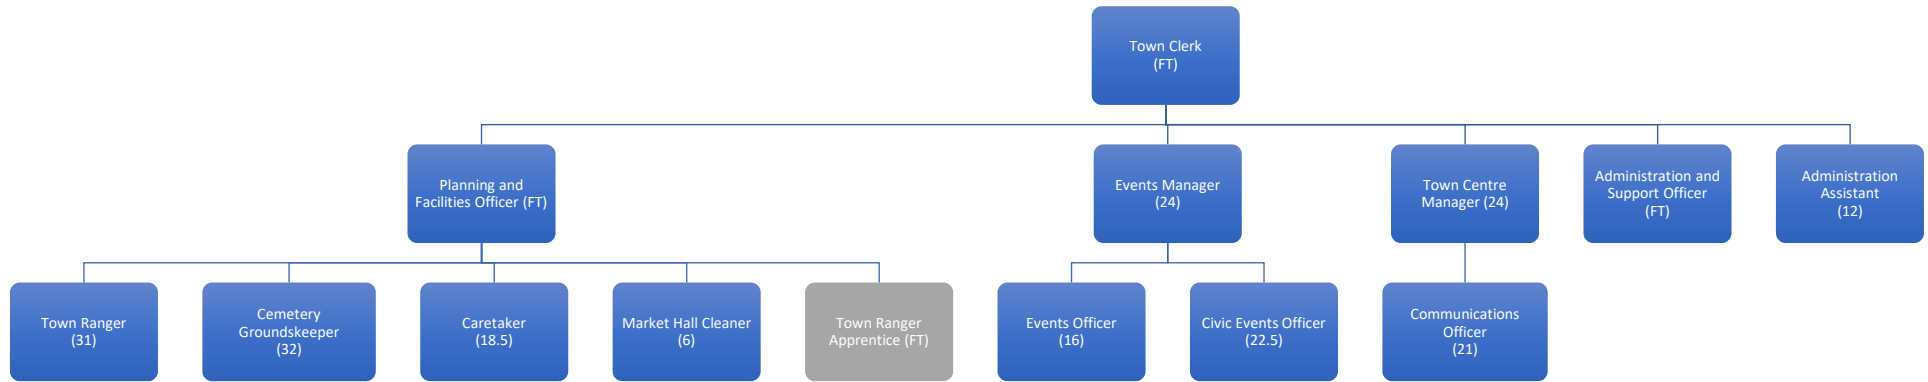 Town Clerk
(FT)
Planning and
Facilities Officer (FT)
Events Manager
(24)
Town Centre
Manager (24)
Administration and
Support Officer
(FT)
Administration
Assistant
(12)
Town Ranger
(31)
Cemetery
Groundskeeper
(32)
Caretaker
(18.5)
Market Hall Cleaner
(6)
Town Ranger
Apprentice (FT)
Events Officer
(16)
Civic Events Officer
(22.5)
Communications
Officer
(21)